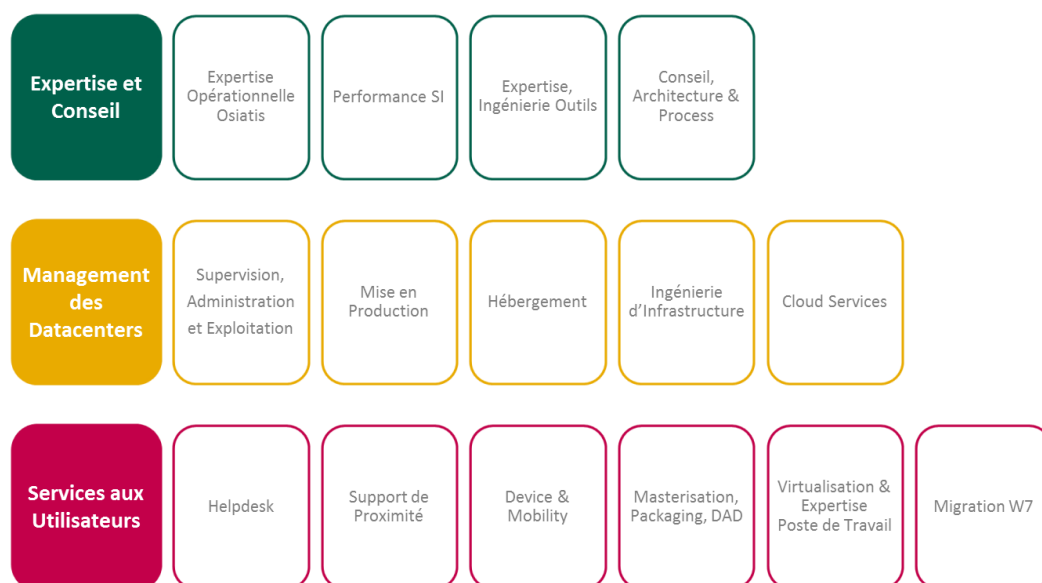 Expertise et
Conseil
Expertise
Opérationnelle
Osiatis
Performance SI
Expertise,
Ingénierie Outils
Conseil,
Architecture &
Process
Management
des
Datacenters
Supervision,
Administration
et Exploitation
Mise en
Production
Hébergement
Ingénierie
d’Infrastructure
Cloud Services
Services aux
Utilisateurs
Helpdesk
Support de
Proximité
Device &
Mobility
Masterisation,
Packaging, DAD
Virtualisation &
Expertise
Poste de Travail
Migration W7